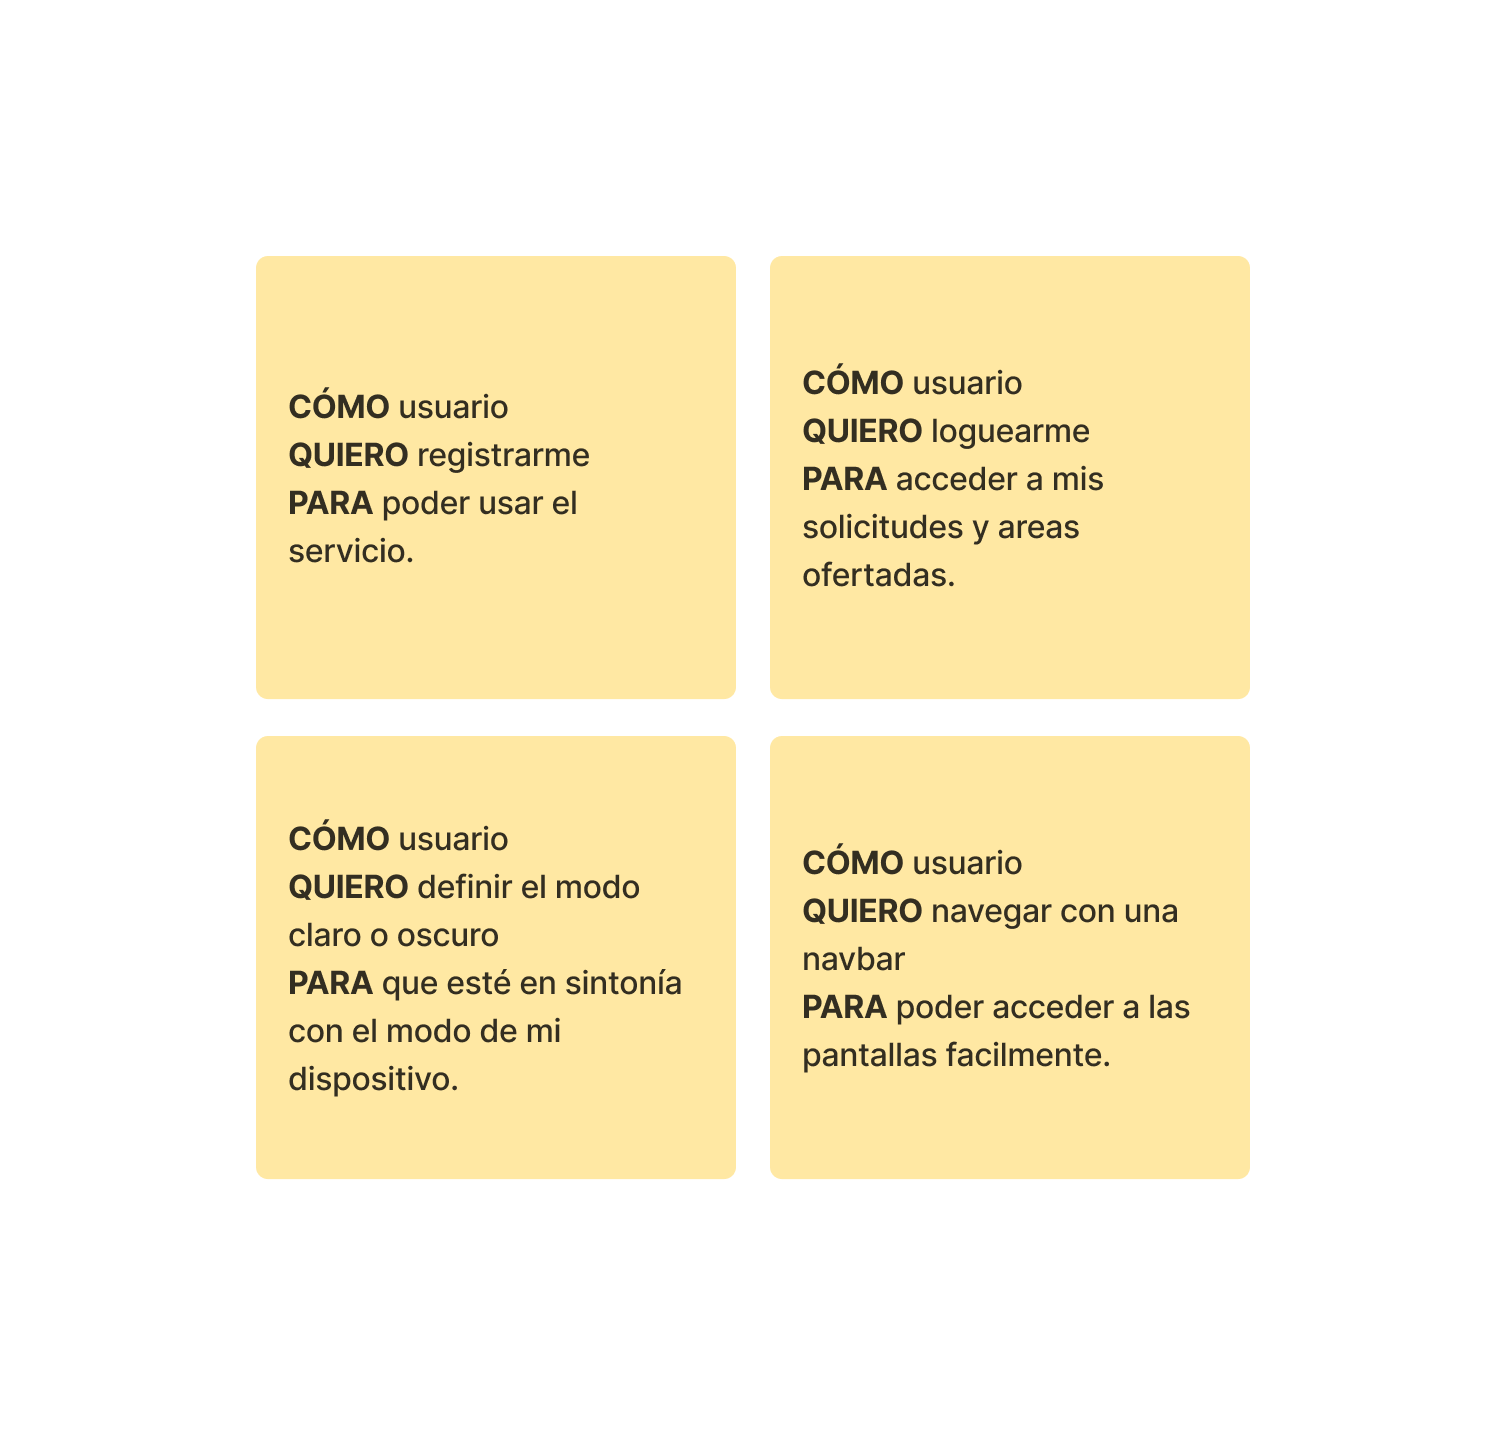 CÓMO usuario
QUIERO registrarme
PARA poder usar el
servicio.
CÓMO usuario
QUIERO loguearme
PARA acceder a mis
solicitudes y areas
ofertadas.
CÓMO usuario
QUIERO definir el modo
claro o oscuro
PARA que esté en sintonía
con el modo de mi
dispositivo.
CÓMO usuario
QUIERO navegar con una
navbar
PARA poder acceder a las
pantallas facilmente.